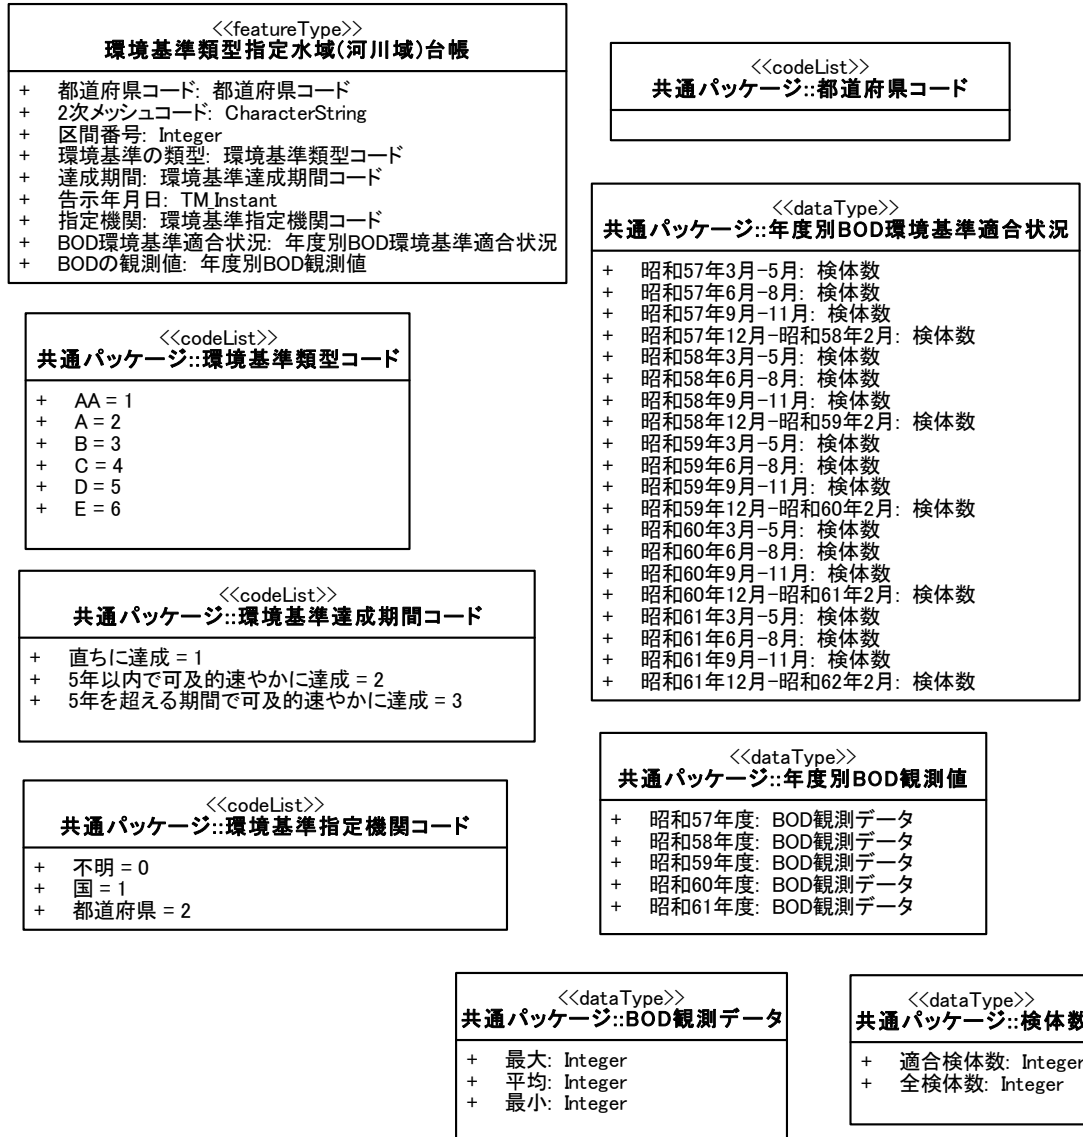 <<featureType>>
環境基準類型指定水域(河川域)台帳
+ 都道府県コード: 都道府県コード
+ 2次メッシュコード: CharacterString
+ 区間番号: Integer
+ 環境基準の類型: 環境基準類型コード
+ 達成期間: 環境基準達成期間コード
+ 告示年月日: TM_Instant
+ 指定機関: 環境基準指定機関コード
+ BOD環境基準適合状況: 年度別BOD環境基準適合状況
+ BODの観測値: 年度別BOD観測値
<<codeList>>
共通パッケージ::都道府県コード
<<codeList>>
共通パッケージ::環境基準類型コード
+ AA = 1
+ A = 2
+ B = 3
+ C = 4
+ D = 5
+ E = 6
<<dataType>>
共通パッケージ::年度別BOD環境基準適合状況
+ 昭和57年3月-5月: 検体数
+ 昭和57年6月-8月: 検体数
+ 昭和57年9月-11月: 検体数
+ 昭和57年12月-昭和58年2月: 検体数
+ 昭和58年3月-5月: 検体数
+ 昭和58年6月-8月: 検体数
+ 昭和58年9月-11月: 検体数
+ 昭和58年12月-昭和59年2月: 検体数
+ 昭和59年3月-5月: 検体数
+ 昭和59年6月-8月: 検体数
+ 昭和59年9月-11月: 検体数
+ 昭和59年12月-昭和60年2月: 検体数
+ 昭和60年3月-5月: 検体数
+ 昭和60年6月-8月: 検体数
+ 昭和60年9月-11月: 検体数
+ 昭和60年12月-昭和61年2月: 検体数
+ 昭和61年3月-5月: 検体数
+ 昭和61年6月-8月: 検体数
+ 昭和61年9月-11月: 検体数
+ 昭和61年12月-昭和62年2月: 検体数
<<codeList>>
共通パッケージ::環境基準達成期間コード
+ 直ちに達成 = 1
+ 5年以内で可及的速やかに達成 = 2
+ 5年を超える期間で可及的速やかに達成 = 3
<<codeList>>
共通パッケージ::環境基準指定機関コード
+ 不明 = 0
+ 国 = 1
+ 都道府県 = 2
<<dataType>>
共通パッケージ::年度別BOD観測値
+ 昭和57年度: BOD観測データ
+ 昭和58年度: BOD観測データ
+ 昭和59年度: BOD観測データ
+ 昭和60年度: BOD観測データ
+ 昭和61年度: BOD観測データ
<<dataType>>
共通パッケージ::BOD観測データ
+ 最大: Integer
+ 平均: Integer
+ 最小: Integer
<<dataType>>
共通パッケージ::検体数
+ 適合検体数: Integer
+ 全検体数: Integer